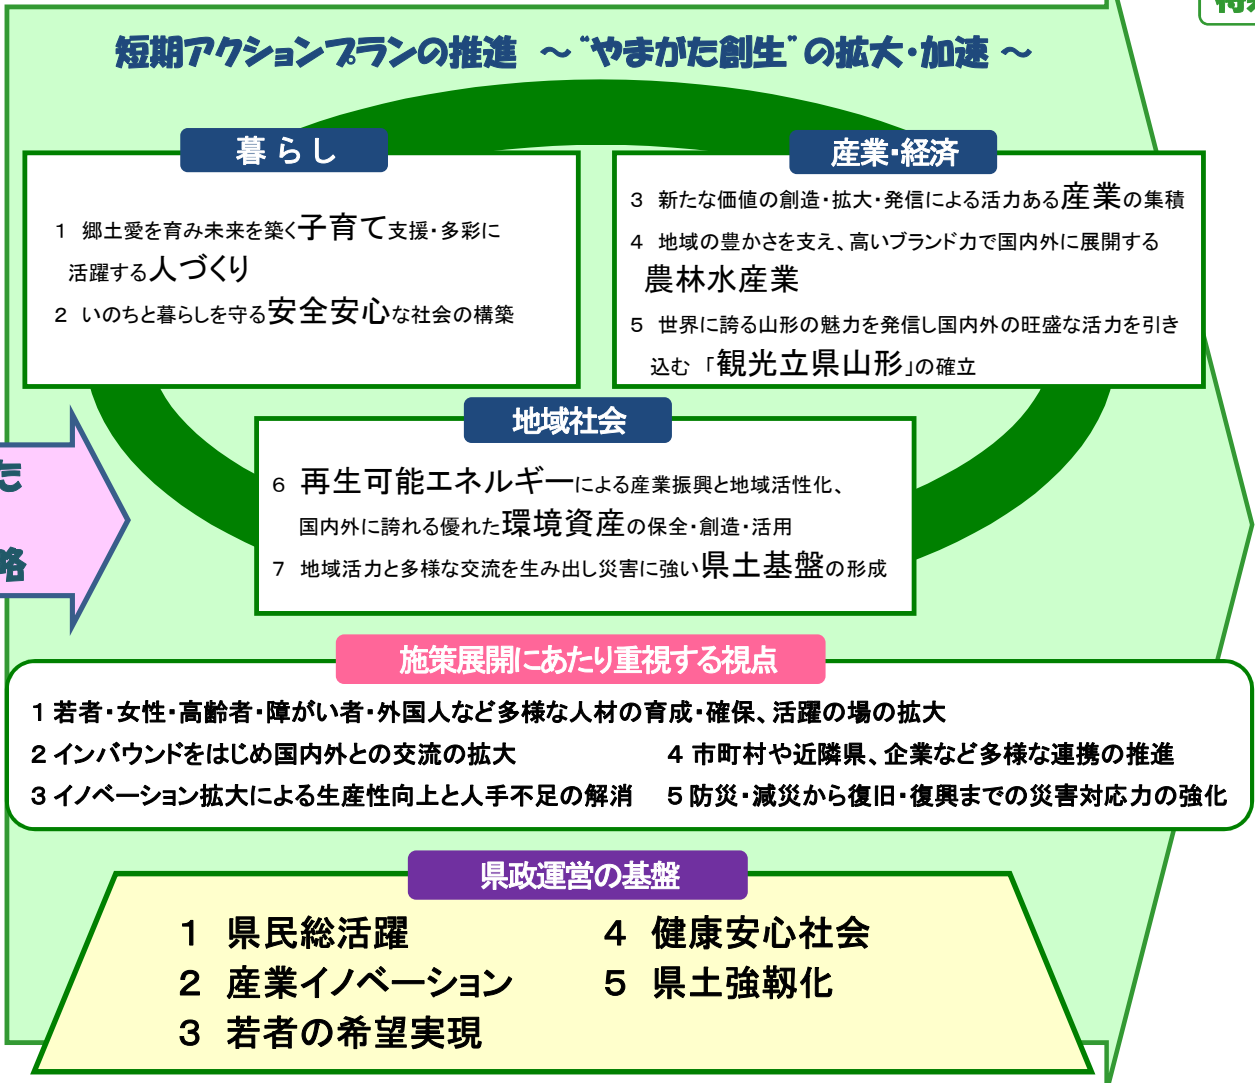 短期アクションプランの推進 ～“やまがた創生”の拡大・加速～
暮らし
1 郷土愛を育み未来を築く子育て支援・多彩に
活躍する人づくり
2 いのちと暮らしを守る安全安心な社会の構築
産業・経済
3 新たな価値の創造・拡大・発信による活力ある産業の集積
4 地域の豊かさを支え、高いブランド力で国内外に展開する
農林水産業
5 世界に誇る山形の魅力を発信し国内外の旺盛な活力を引き
込む 「観光立県山形」の確立
地域社会
6 再生可能エネルギーによる産業振興と地域活性化、
国内外に誇れる優れた環境資産の保全・創造・活用
7 地域活力と多様な交流を生み出し災害に強い県土基盤の形成
た
略
施策展開にあたり重視する視点
1 若者・女性・高齢者・障がい者・外国人など多様な人材の育成・確保、活躍の場の拡大
2 インバウンドをはじめ国内外との交流の拡大
3 イノベーション拡大による生産性向上と人手不足の解消
4 市町村や近隣県、企業など多様な連携の推進
5 防災・減災から復旧・復興までの災害対応力の強化
県政運営の基盤
1 県民総活躍
2 産業イノベーション
3 若者の希望実現
4 健康安心社会
5 県土強靱化